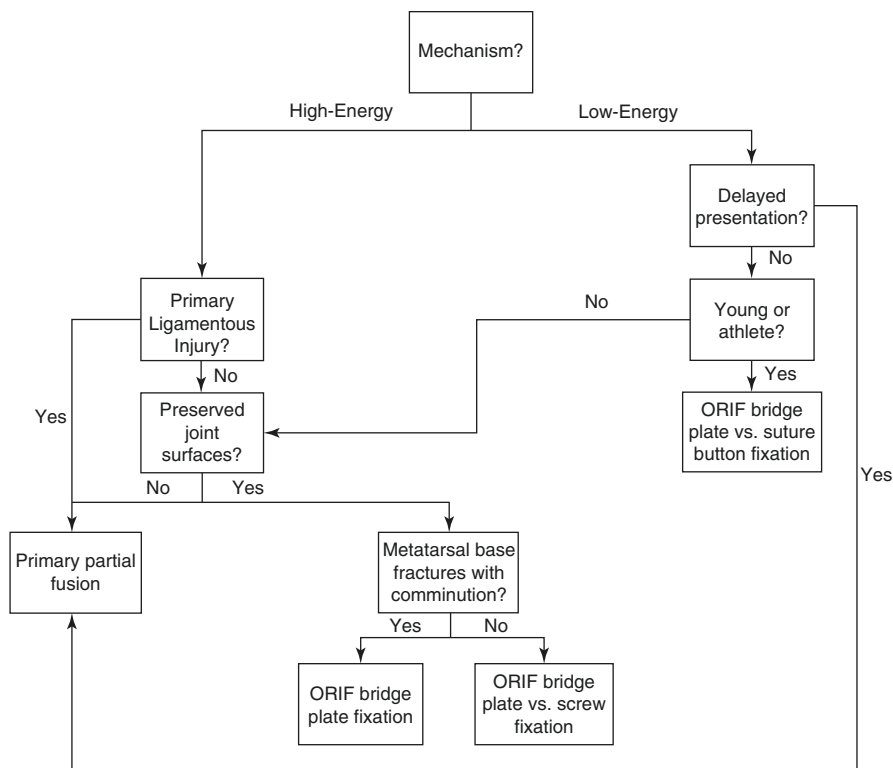 Mechanism?
High-Energy
Low-Energy
Delayed
presentation?
No
Primary
Ligamentous
Injury?
No
Young or
athlete?
No
Yes
Yes
Preserved
joint
surfaces?
ORIF bridge
plate vs. suture
button fixation
Yes
No
Yes
Primary partial
fusion
Metatarsal base
fractures with
comminution?
Yes
No
ORIF bridge
plate fixation
ORIF bridge
plate vs. screw
fixation